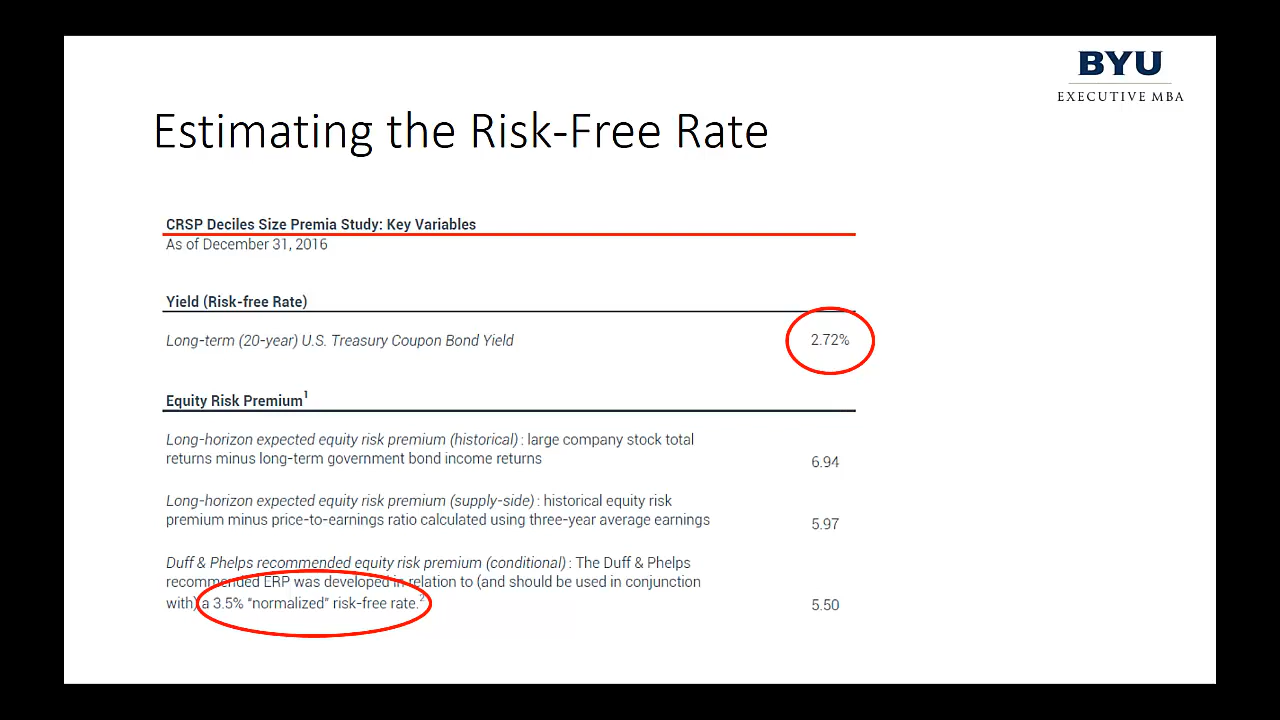 BYU
EXECUTIVE MBA
Estimating the Risk-Free Rate
CRSP Deciles Size Premia Study: Key Variables
As of December 31, 2016
Yield (Risk-free Rate)
Long-term (20-year) U.S. Treasury Coupon Bond Yield 2.72%
Equity Risk Premium1
Long-horizon expected equity risk premium (historical) : large company stock total
returns minus long-term government bond income returns 6.94
Long-horizon expected equity risk premium (supply-side) : historical equity risk
premium minus price-to-earnings ratio calculated using three-year average earnings 5.97
Duff & Phelps recommended equity risk premium (conditional) : The Duff & Phelps
recommended ERP was developed in relation to (and should be used in conjunction
with) a 3.5% "normalized" risk-free rate.2 5.50